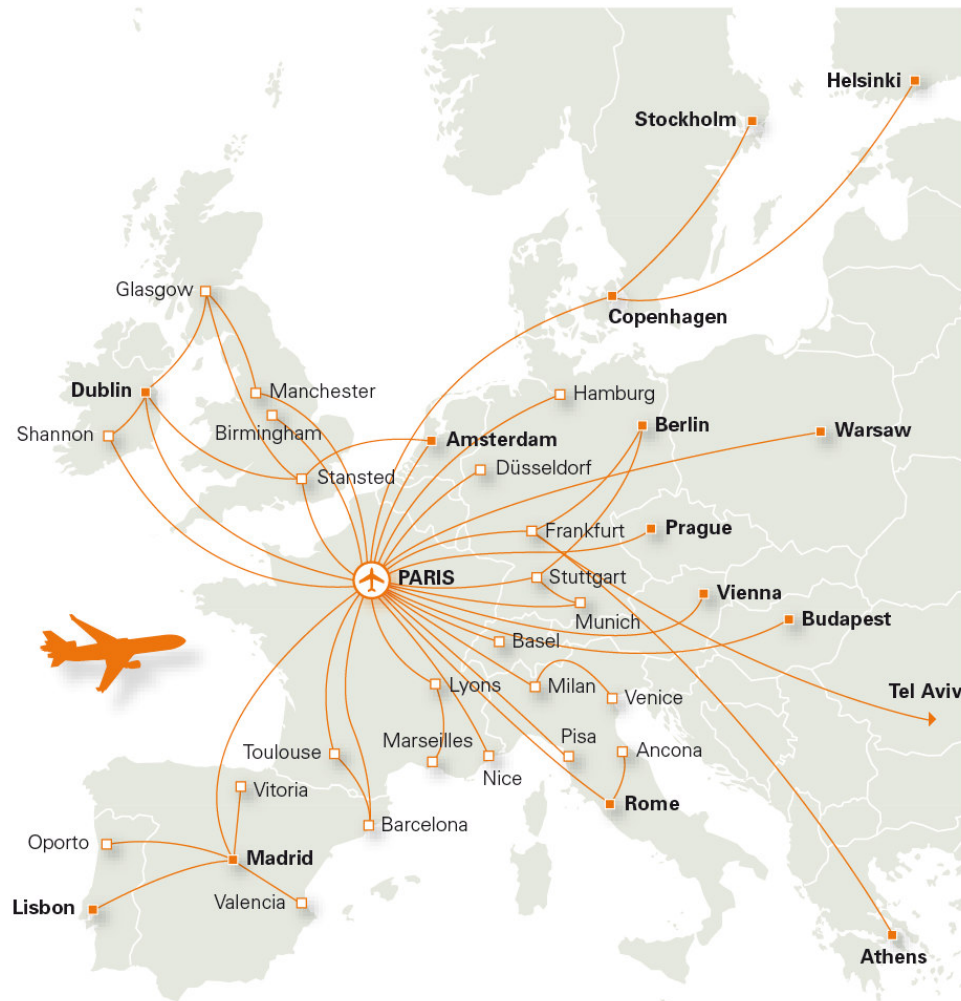 Helsinki
Stockholm
Glasgow
Copenhagen
Dublin
Manchester
Hamburg
Shannon
Birmingham
Amsterdam
Berlin
Warsaw
Stansted
Düsseldorf
Frankfurt
Prague
PARIS
Stuttgart
Vienna
Munich
Budapest
Basel
Lyons
Milan
Venice
Tel Aviv
Toulouse
Marseilles
Pisa
Ancona
Nice
Vitoria
Rome
Barcelona
Oporto
Madrid
Lisbon
Valencia
Athens